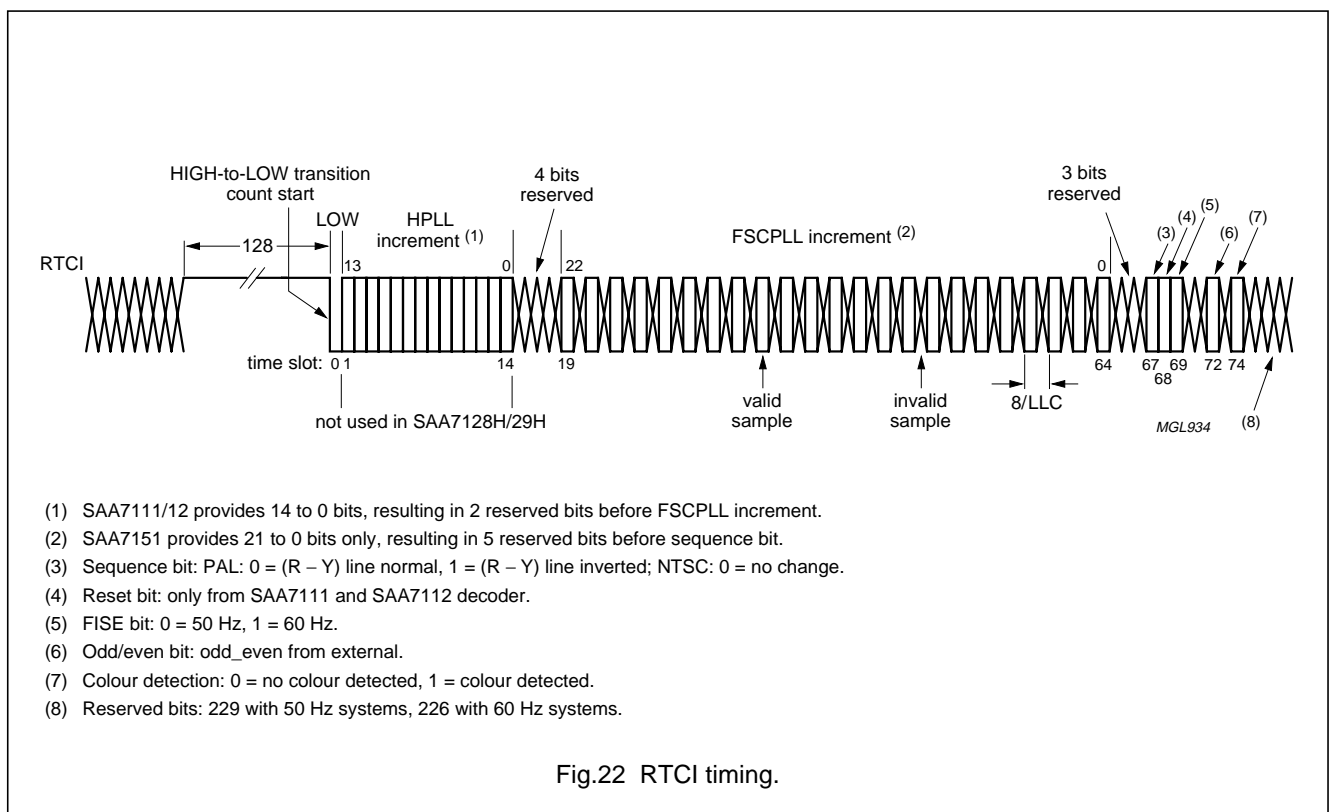 HIGH-to-LOW transition
count start
4 bits
reserved
3 bits
reserved
(3)
(4)
(5)
(6)
(7)
LOW
HPLL
increment (1)
FSCPLL increment (2)
128
RTCI
13
0
22
0
time slot:
0 1
14
19
64
67
68
69
72
74
not used in SAA7128H/29H
valid
sample
invalid
sample
8/LLC
MGL934
(8)
(1) SAA7111/12 provides 14 to 0 bits, resulting in 2 reserved bits before FSCPLL increment.
(2) SAA7151 provides 21 to 0 bits only, resulting in 5 reserved bits before sequence bit.
(3) Sequence bit: PAL: 0 = (R − Y) line normal, 1 = (R − Y) line inverted; NTSC: 0 = no change.
(4) Reset bit: only from SAA7111 and SAA7112 decoder.
(5) FISE bit: 0 = 50 Hz, 1 = 60 Hz.
(6) Odd/even bit: odd_even from external.
(7) Colour detection: 0 = no colour detected, 1 = colour detected.
(8) Reserved bits: 229 with 50 Hz systems, 226 with 60 Hz systems.
Fig.22 RTCI timing.